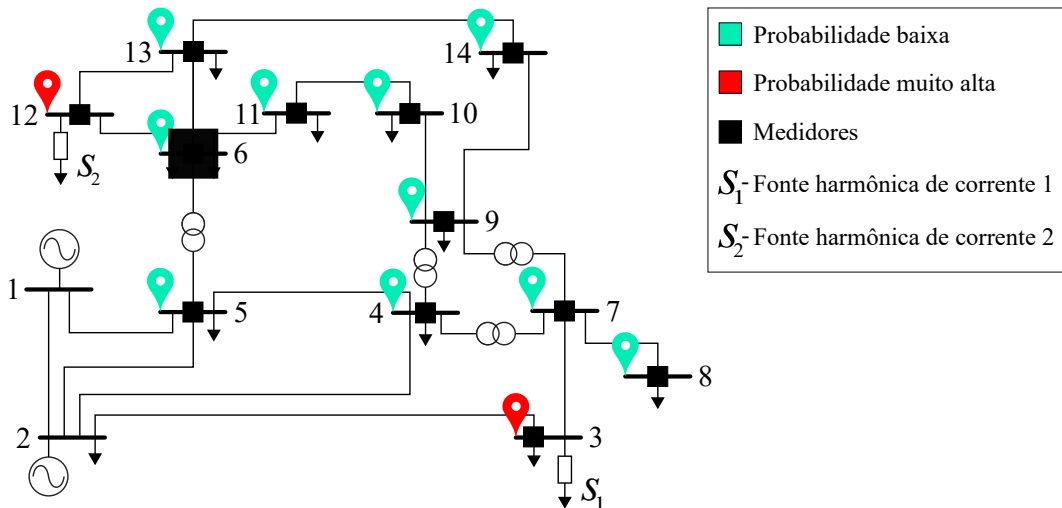 13
14
12
11
10
6
S2
9
1
5
4
7
8
2
3
S1
Probabilidade baixa
Probabilidade muito alta
Medidores
S1- Fonte harmônica de corrente 1
S2- Fonte harmônica de corrente 2